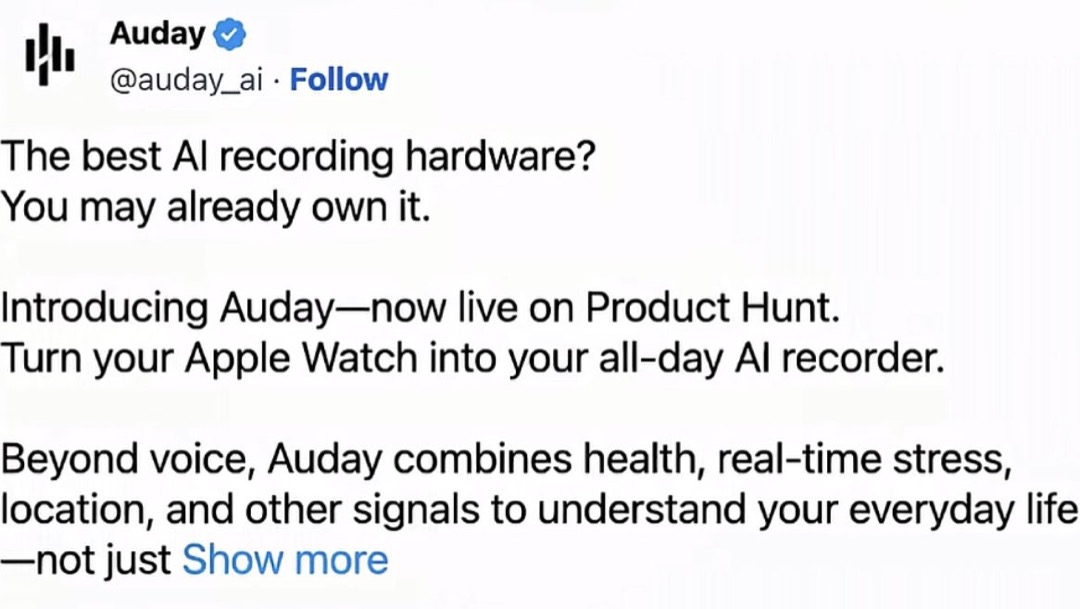 Auday
@auday_ai · Follow
The best AI recording hardware?
You may already own it.
Introducing Auday—now live on Product Hunt.
Turn your Apple Watch into your all-day AI recorder.
Beyond voice, Auday combines health, real-time stress,
location, and other signals to understand your everyday life
—not just Show more